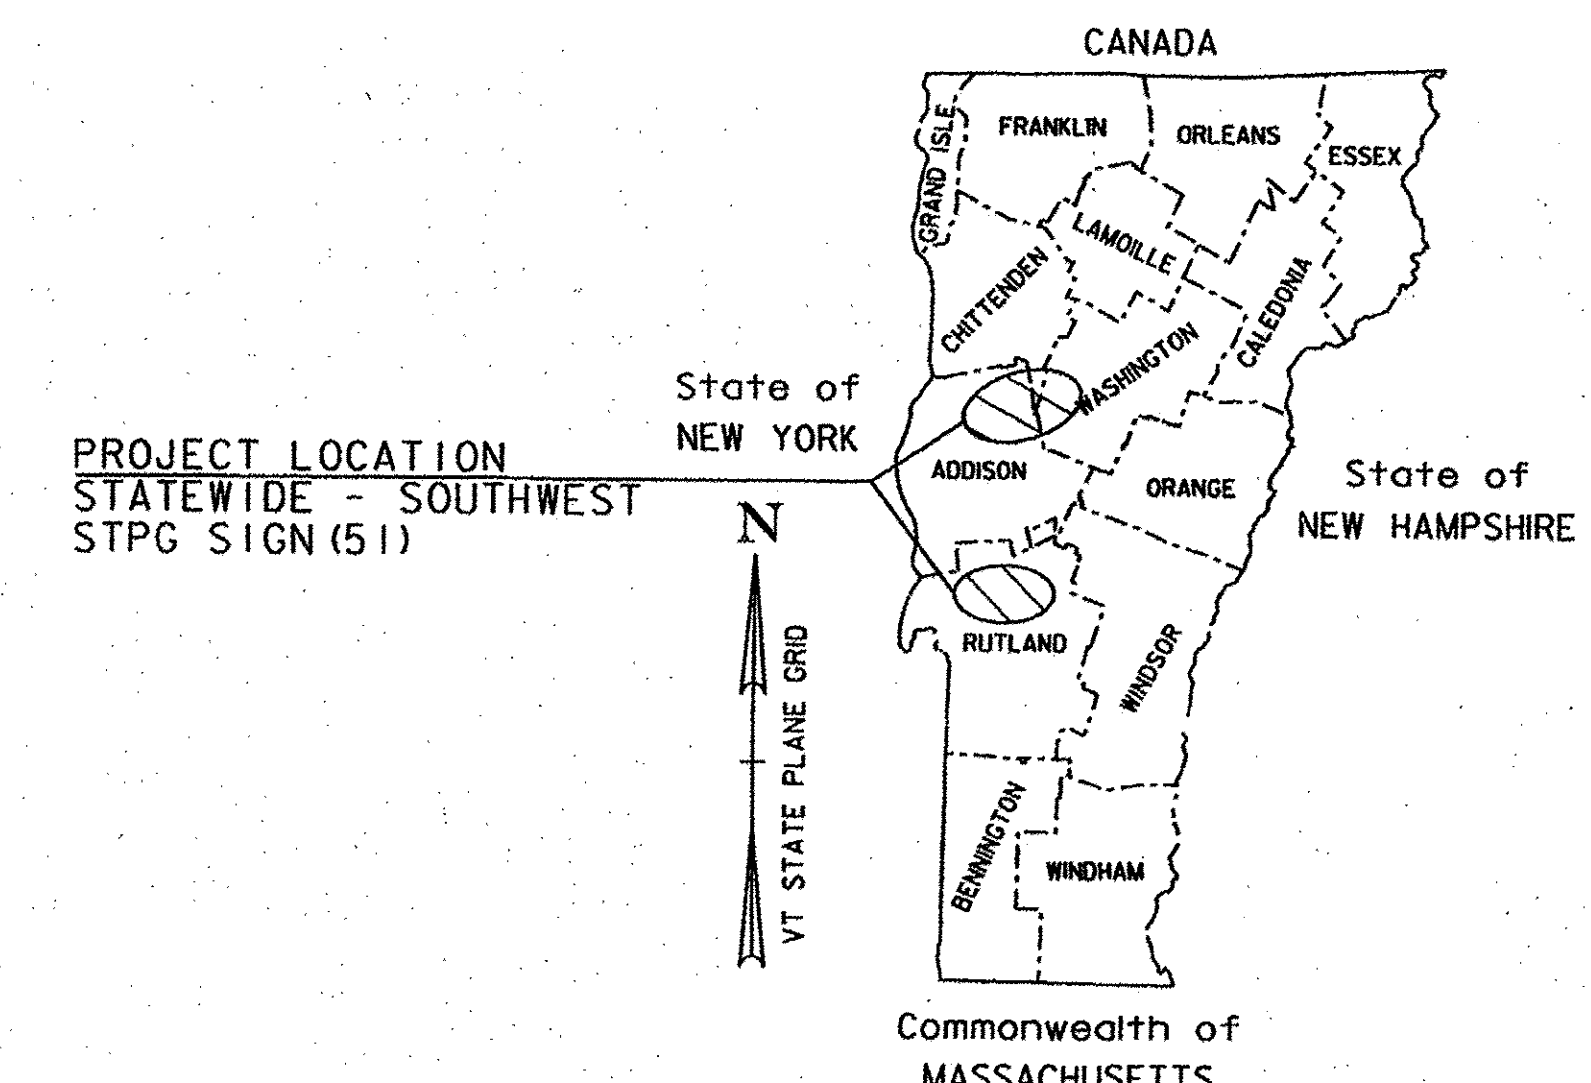 CANADA
FRANKLIN
ORLEANS
ESSEX
GRAND ISLE
LAMOILLE
CHITTENDEN
CALEDONIA
WASHINGTON
State of
NEW YORK
PROJECT LOCATION
STATEWIDE - SOUTHWEST
STPG SIGN(51)
ADDISON
ORANGE
State of
NEW HAMPSHIRE
N
VT STATE PLANE GRID
RUTLAND
WINDSOR
BENNINGTON
WINDHAM
Commonwealth of
MASSACHUSETTS